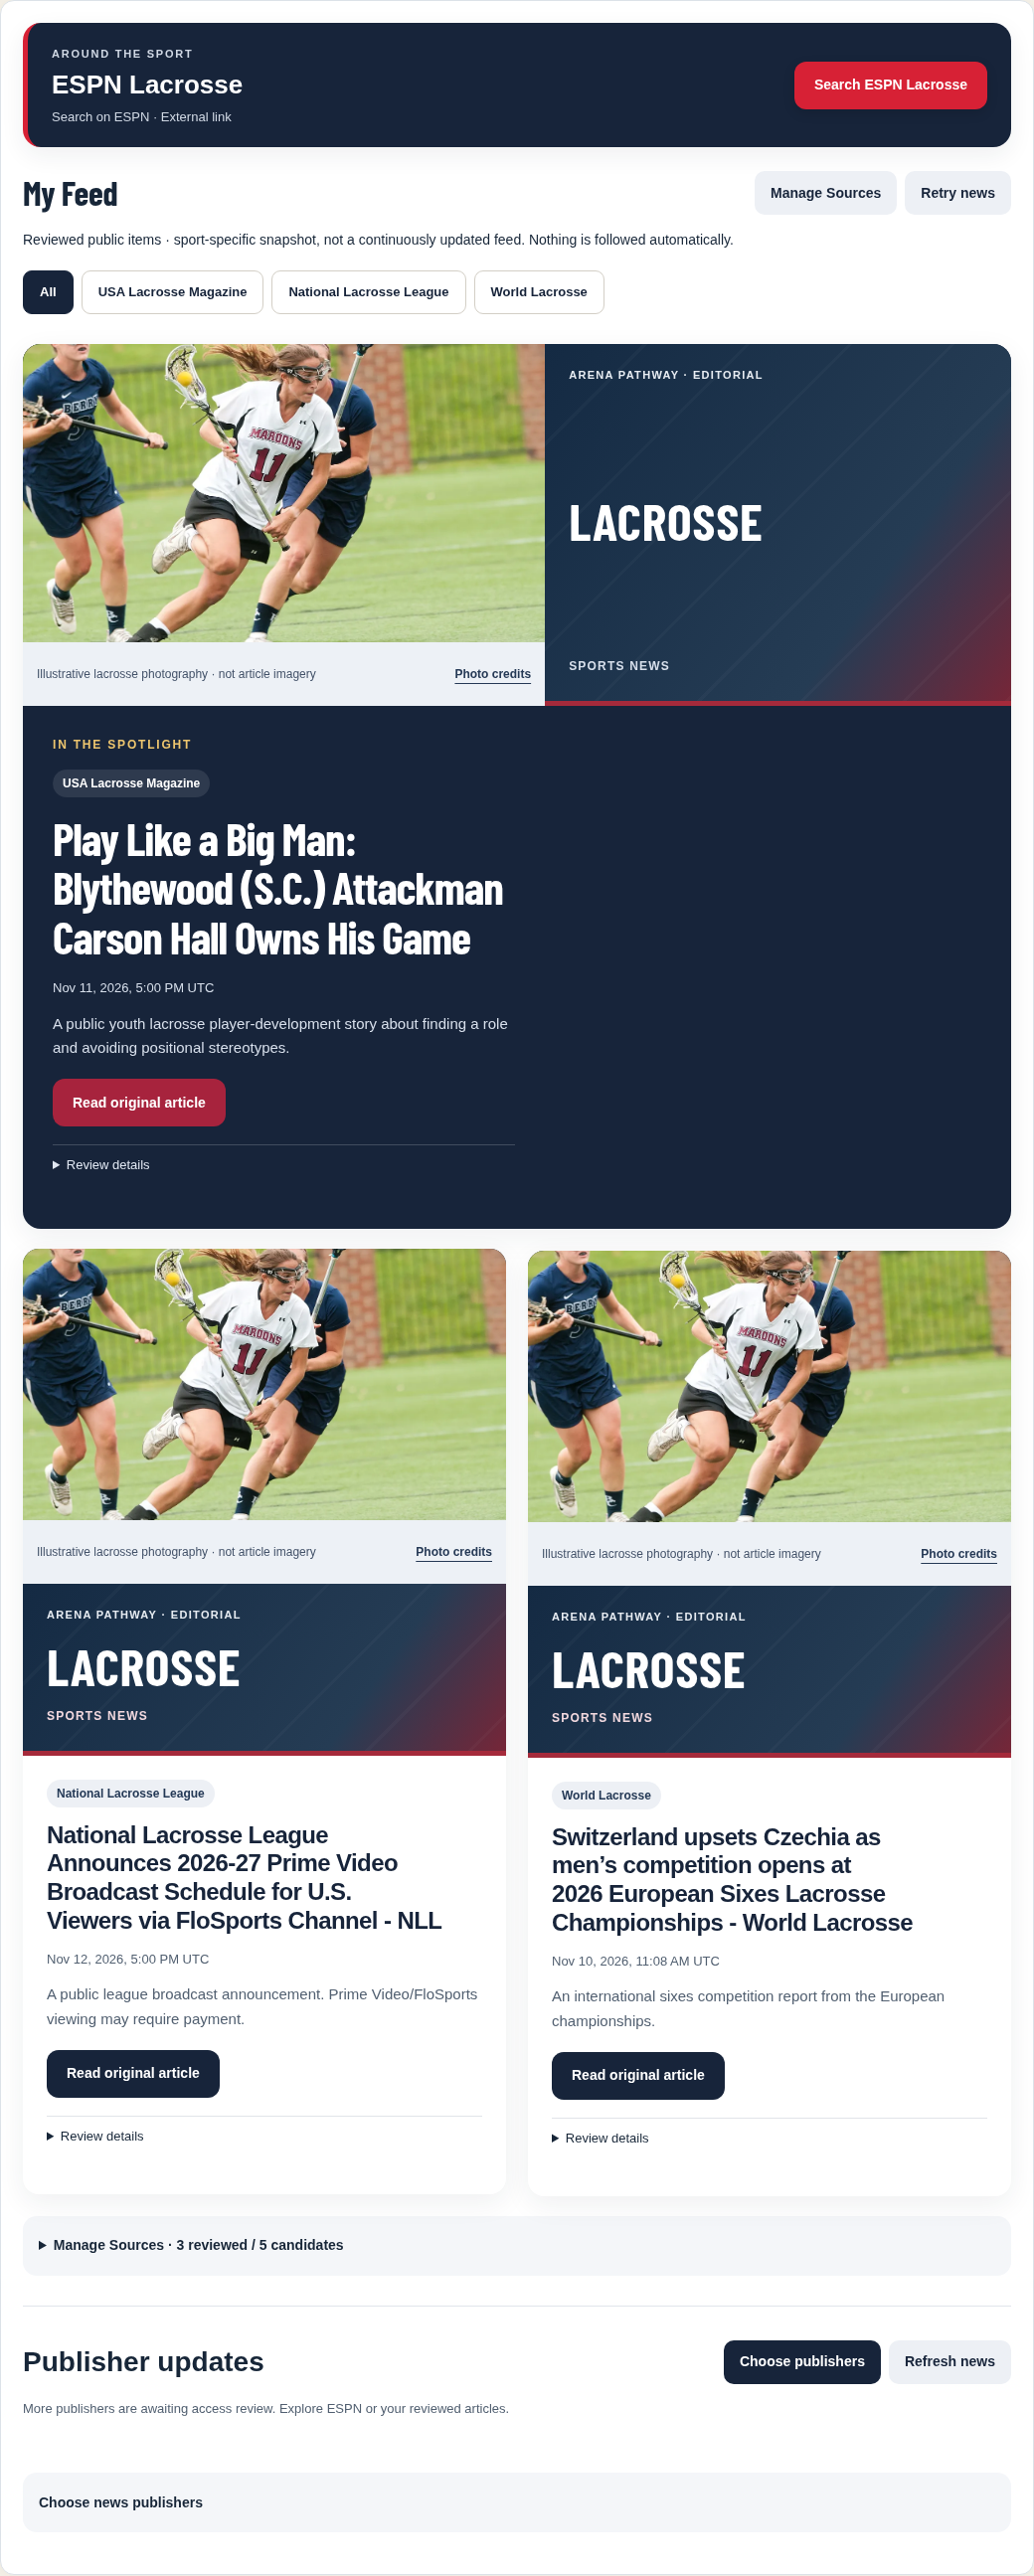 AROUND THE SPORT
ESPN Lacrosse
Search on ESPN · External link
Search ESPN Lacrosse
My Feed
Manage Sources
Retry news
Reviewed public items · sport-specific snapshot, not a continuously updated feed. Nothing is followed automatically.
All
USA Lacrosse Magazine
National Lacrosse League
World Lacrosse
BERR
MAROONS
11
Illustrative lacrosse photography · not article imagery
Photo credits
ARENA PATHWAY · EDITORIAL
LACROSSE
SPORTS NEWS
IN THE SPOTLIGHT
USA Lacrosse Magazine
Play Like a Big Man:
Blythewood (S.C.) Attackman
Carson Hall Owns His Game
Nov 11, 2026, 5:00 PM UTC
A public youth lacrosse player-development story about finding a role
and avoiding positional stereotypes.
Read original article
▶ Review details
BERR
MAROONS
11
Illustrative lacrosse photography · not article imagery
Photo credits
ARENA PATHWAY · EDITORIAL
LACROSSE
SPORTS NEWS
National Lacrosse League
National Lacrosse League
Announces 2026-27 Prime Video
Broadcast Schedule for U.S.
Viewers via FloSports Channel - NLL
Nov 12, 2026, 5:00 PM UTC
A public league broadcast announcement. Prime Video/FloSports
viewing may require payment.
Read original article
▶ Review details
BERR
MAROONS
11
Illustrative lacrosse photography · not article imagery
Photo credits
ARENA PATHWAY · EDITORIAL
LACROSSE
SPORTS NEWS
World Lacrosse
Switzerland upsets Czechia as
men’s competition opens at
2026 European Sixes Lacrosse
Championships - World Lacrosse
Nov 10, 2026, 11:08 AM UTC
An international sixes competition report from the European
championships.
Read original article
▶ Review details
▶ Manage Sources · 3 reviewed / 5 candidates
Publisher updates
Choose publishers
Refresh news
More publishers are awaiting access review. Explore ESPN or your reviewed articles.
Choose news publishers